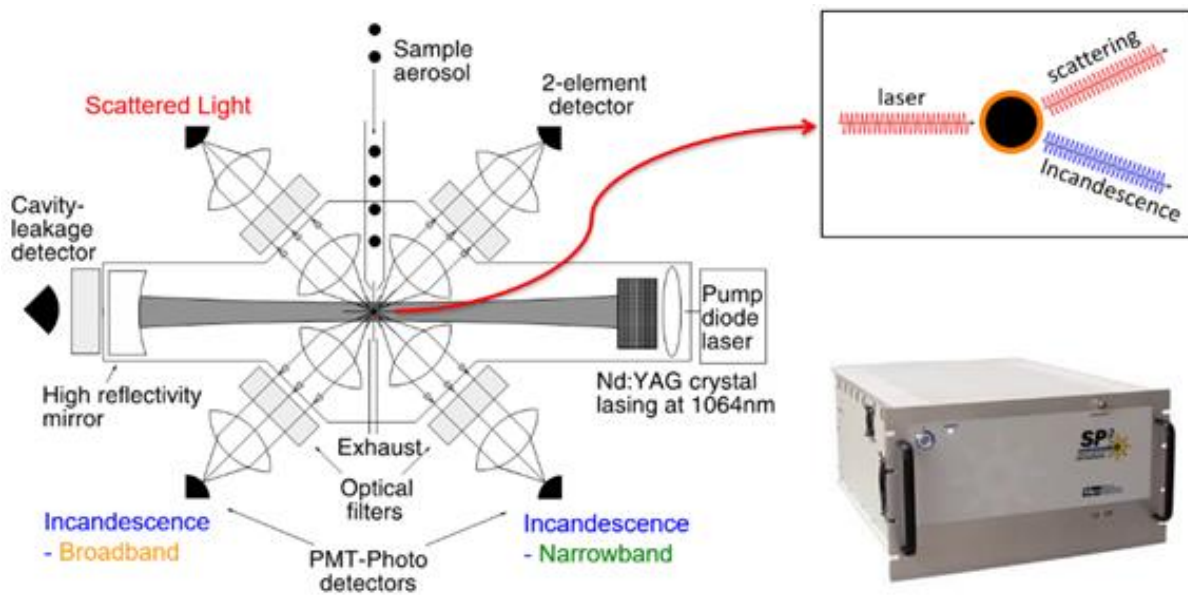 Sample
aerosol
Scattered Light
2-element
detector
Cavity-
leakage
detector
Pump
diode
laser
High reflectivity
mirror
Nd:YAG crystal
lasing at 1064nm
Exhaust
Optical
filters
Incandescence
- Broadband
PMT-Photo
detectors
Incandescence
- Narrowband
laser
scattering
Incandescence
SP2